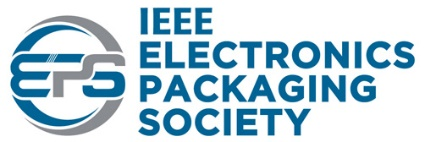 EPS
IEEE
ELECTRONICS
PACKAGING
SOCIETY